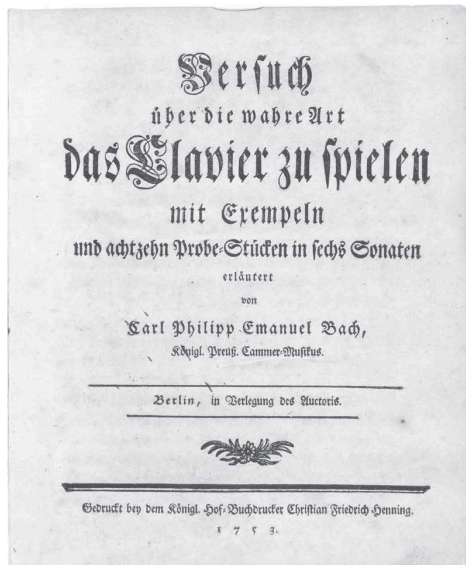 Versuch
über die wahre Art
das Clavier zu spielen
mit Exempeln
und achtzehn Probe-Stücken in sechs Sonaten
erläutert
von
Carl Philipp Emanuel Bach,
Königl. Preuß. Cammer-Musikus.
Berlin, in Verlegung des Auctoris.
Gedruckt bey dem Königl. Hof-Buchdrucker Christian Friedrich Henning.
1 7 5 3.